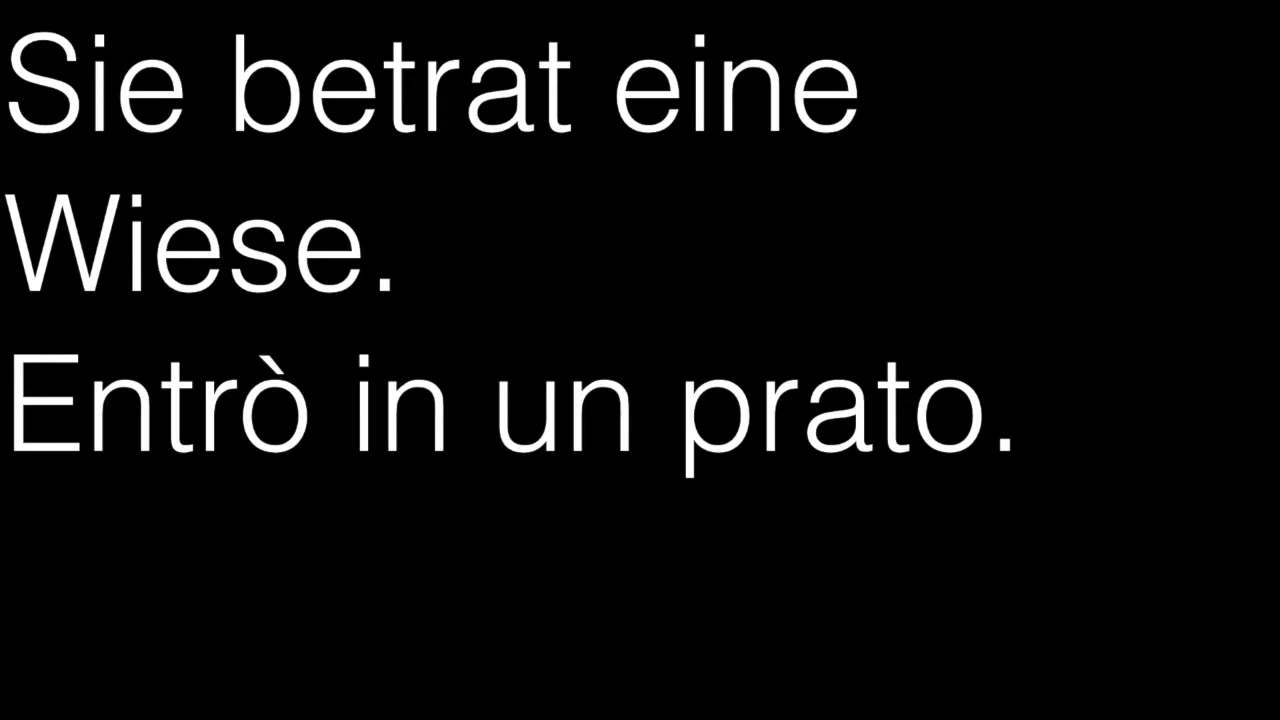 Sie betrat eine
Wiese.
Entrò in un prato.